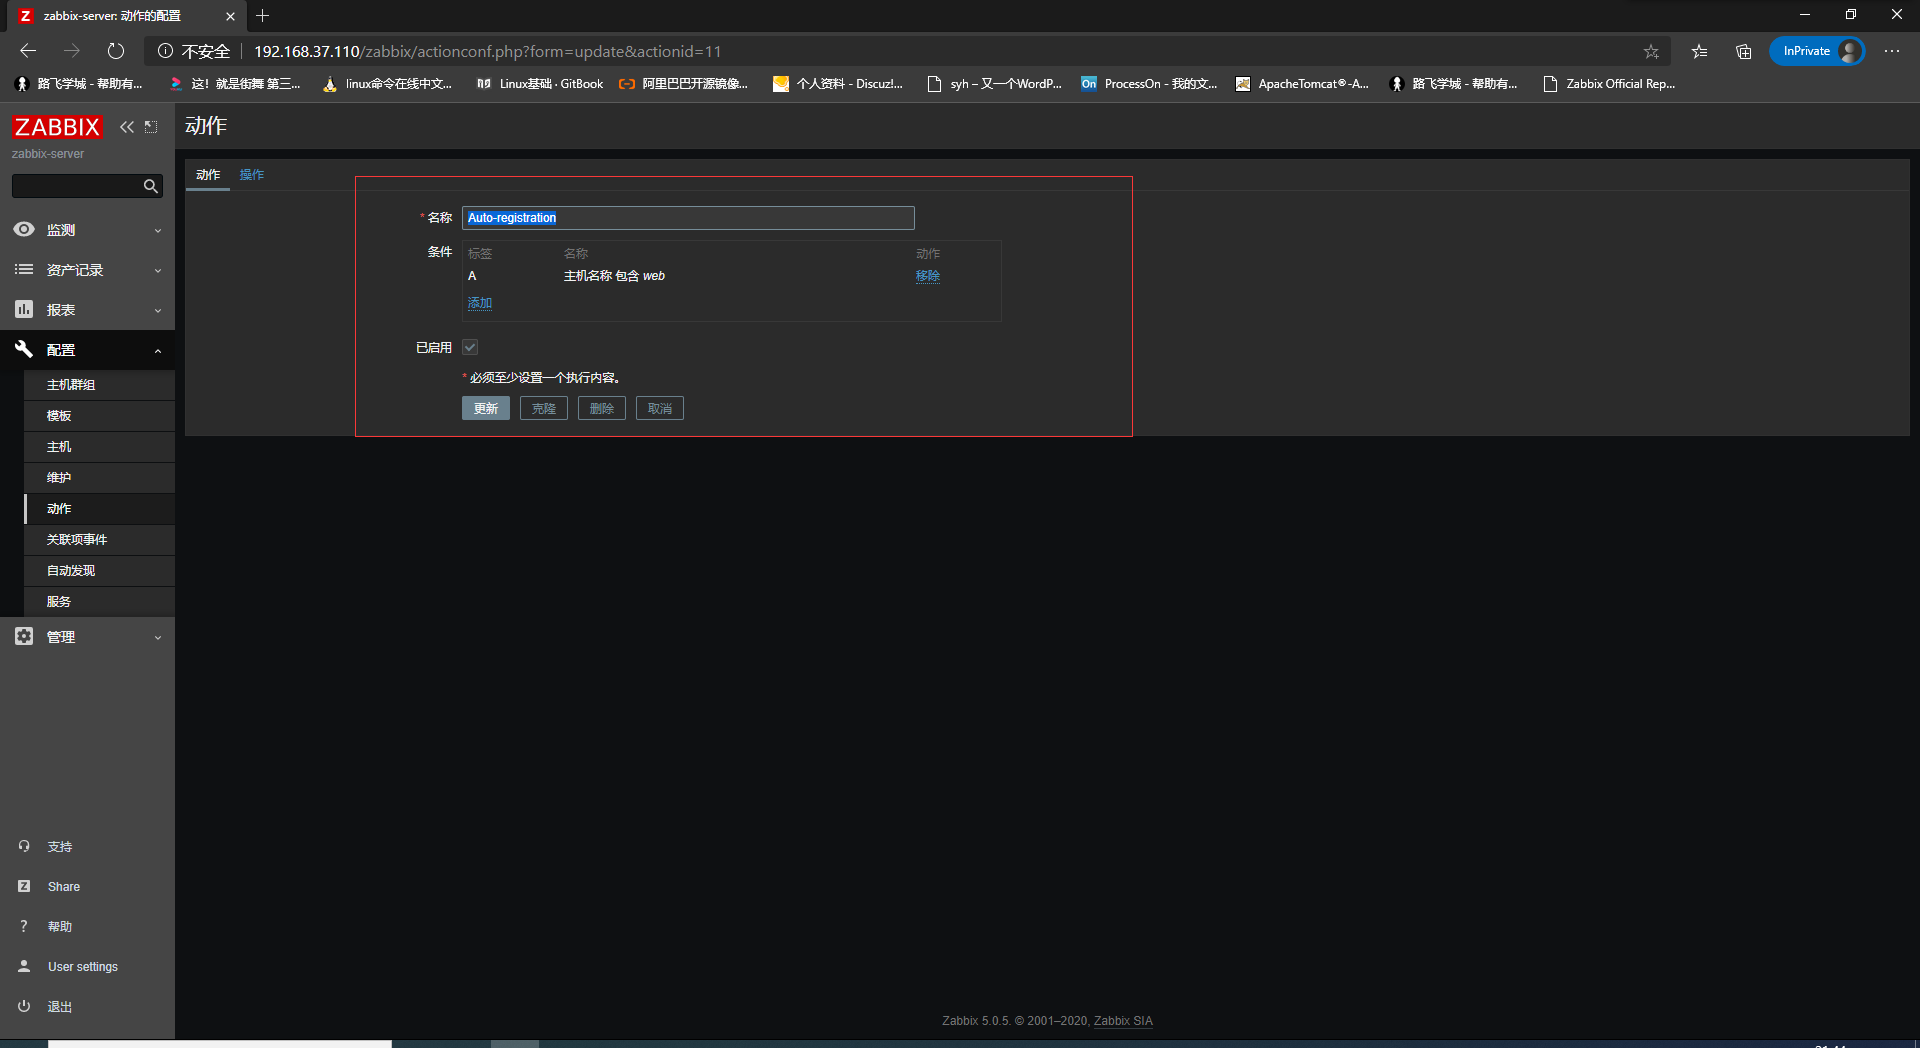 Z zabbix-server: 动作的配置
不安全 192.168.37.110/zabbix/actionconf.php?form=update&actionid=11
InPrivate
路飞学城 - 帮助有...
这！就是街舞 第三...
linux命令在线中文...
Linux基础 · GitBook
阿里巴巴开源镜像...
个人资料 - Discuz!...
syh – 又一个WordP...
On ProcessOn - 我的文...
ApacheTomcat®-A...
路飞学城 - 帮助有...
Zabbix Official Rep...
ZABBIX
zabbix-server
监测
资产记录
报表
配置
主机群组
模板
主机
维护
动作
关联项事件
自动发现
服务
管理
支持
Z Share
? 帮助
User settings
退出
动作
动作 操作
* 名称 Auto-registration
条件 标签 名称 动作
A 主机名称 包含 web 移除
添加
已启用
* 必须至少设置一个执行内容。
更新 克隆 删除 取消
Zabbix 5.0.5. © 2001–2020, Zabbix SIA